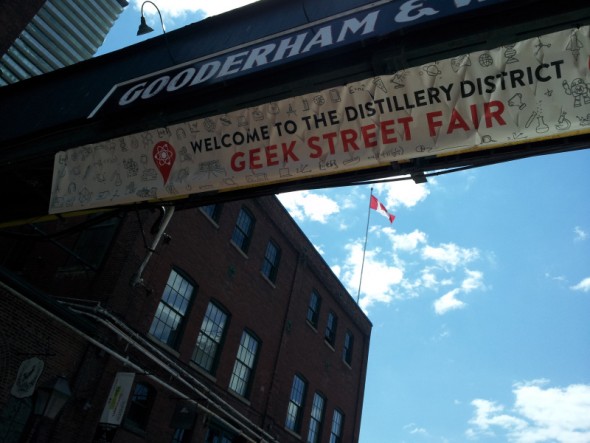 GOODERHAM &
WELCOME TO THE DISTILLERY DISTRICT
GEEK STREET FAIR